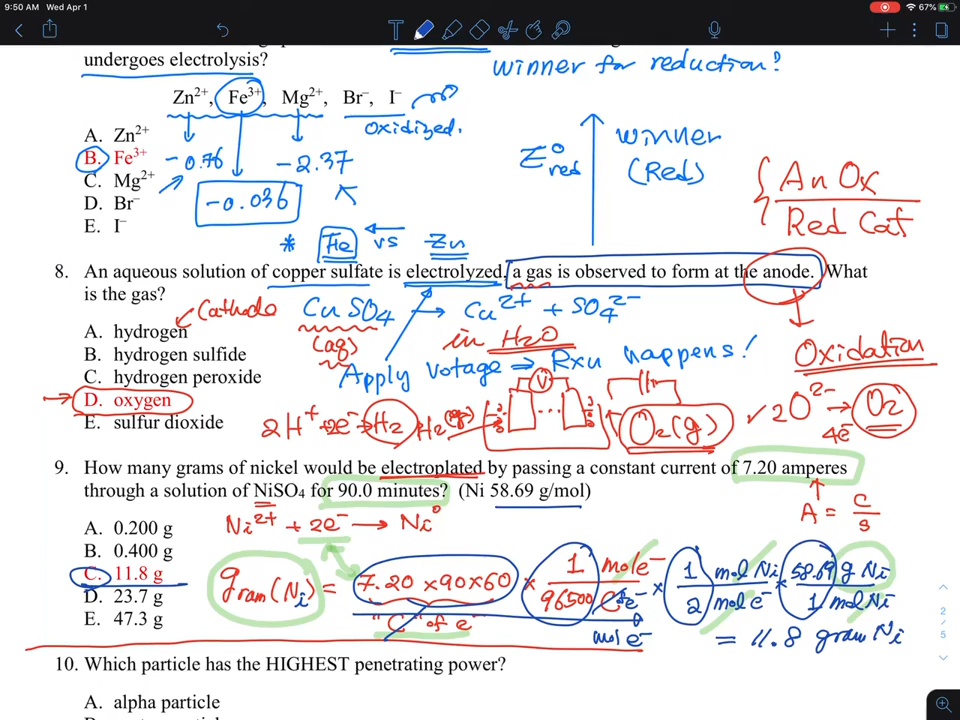 9:50 AM Wed Apr 1
67%
undergoes electrolysis?
winner for reduction?
Zn2+, Fe3+, Mg2+, Br−, I−
Oxidized.
A. Zn2+
B. Fe3+
C. Mg2+
D. Br−
E. I−
-0.76
-2.37
-0.036
* Fe vs Zn
E°red
winner
(Red)
An Ox
Red Cat
8. An aqueous solution of copper sulfate is electrolyzed, a gas is observed to form at the anode. What
is the gas?
Cathode
CuSO4 → Cu2+ + SO42−
(aq)
in H2O
Apply Votage ⇒ Rxn happens!
Oxidation
A. hydrogen
B. hydrogen sulfide
C. hydrogen peroxide
D. oxygen
E. sulfur dioxide
2H+ +2e− → H2 H2(g)
V
O2(g)
✓ 2O2− → O2
4e−
9. How many grams of nickel would be electroplated by passing a constant current of 7.20 amperes
through a solution of NiSO4 for 90.0 minutes? (Ni 58.69 g/mol)
Ni2+ + 2e− → Ni°
A = C/s
A. 0.200 g
B. 0.400 g
C. 11.8 g
D. 23.7 g
E. 47.3 g
gram(Ni) = 7.20 × 90 × 60 × 1 mole−/96500 C × 1 mol Ni/2 mol e− × 58.69 g Ni/1 mol Ni
"C" of e−
mol e−
= 11.8 gram Ni
2/5
10. Which particle has the HIGHEST penetrating power?
A. alpha particle